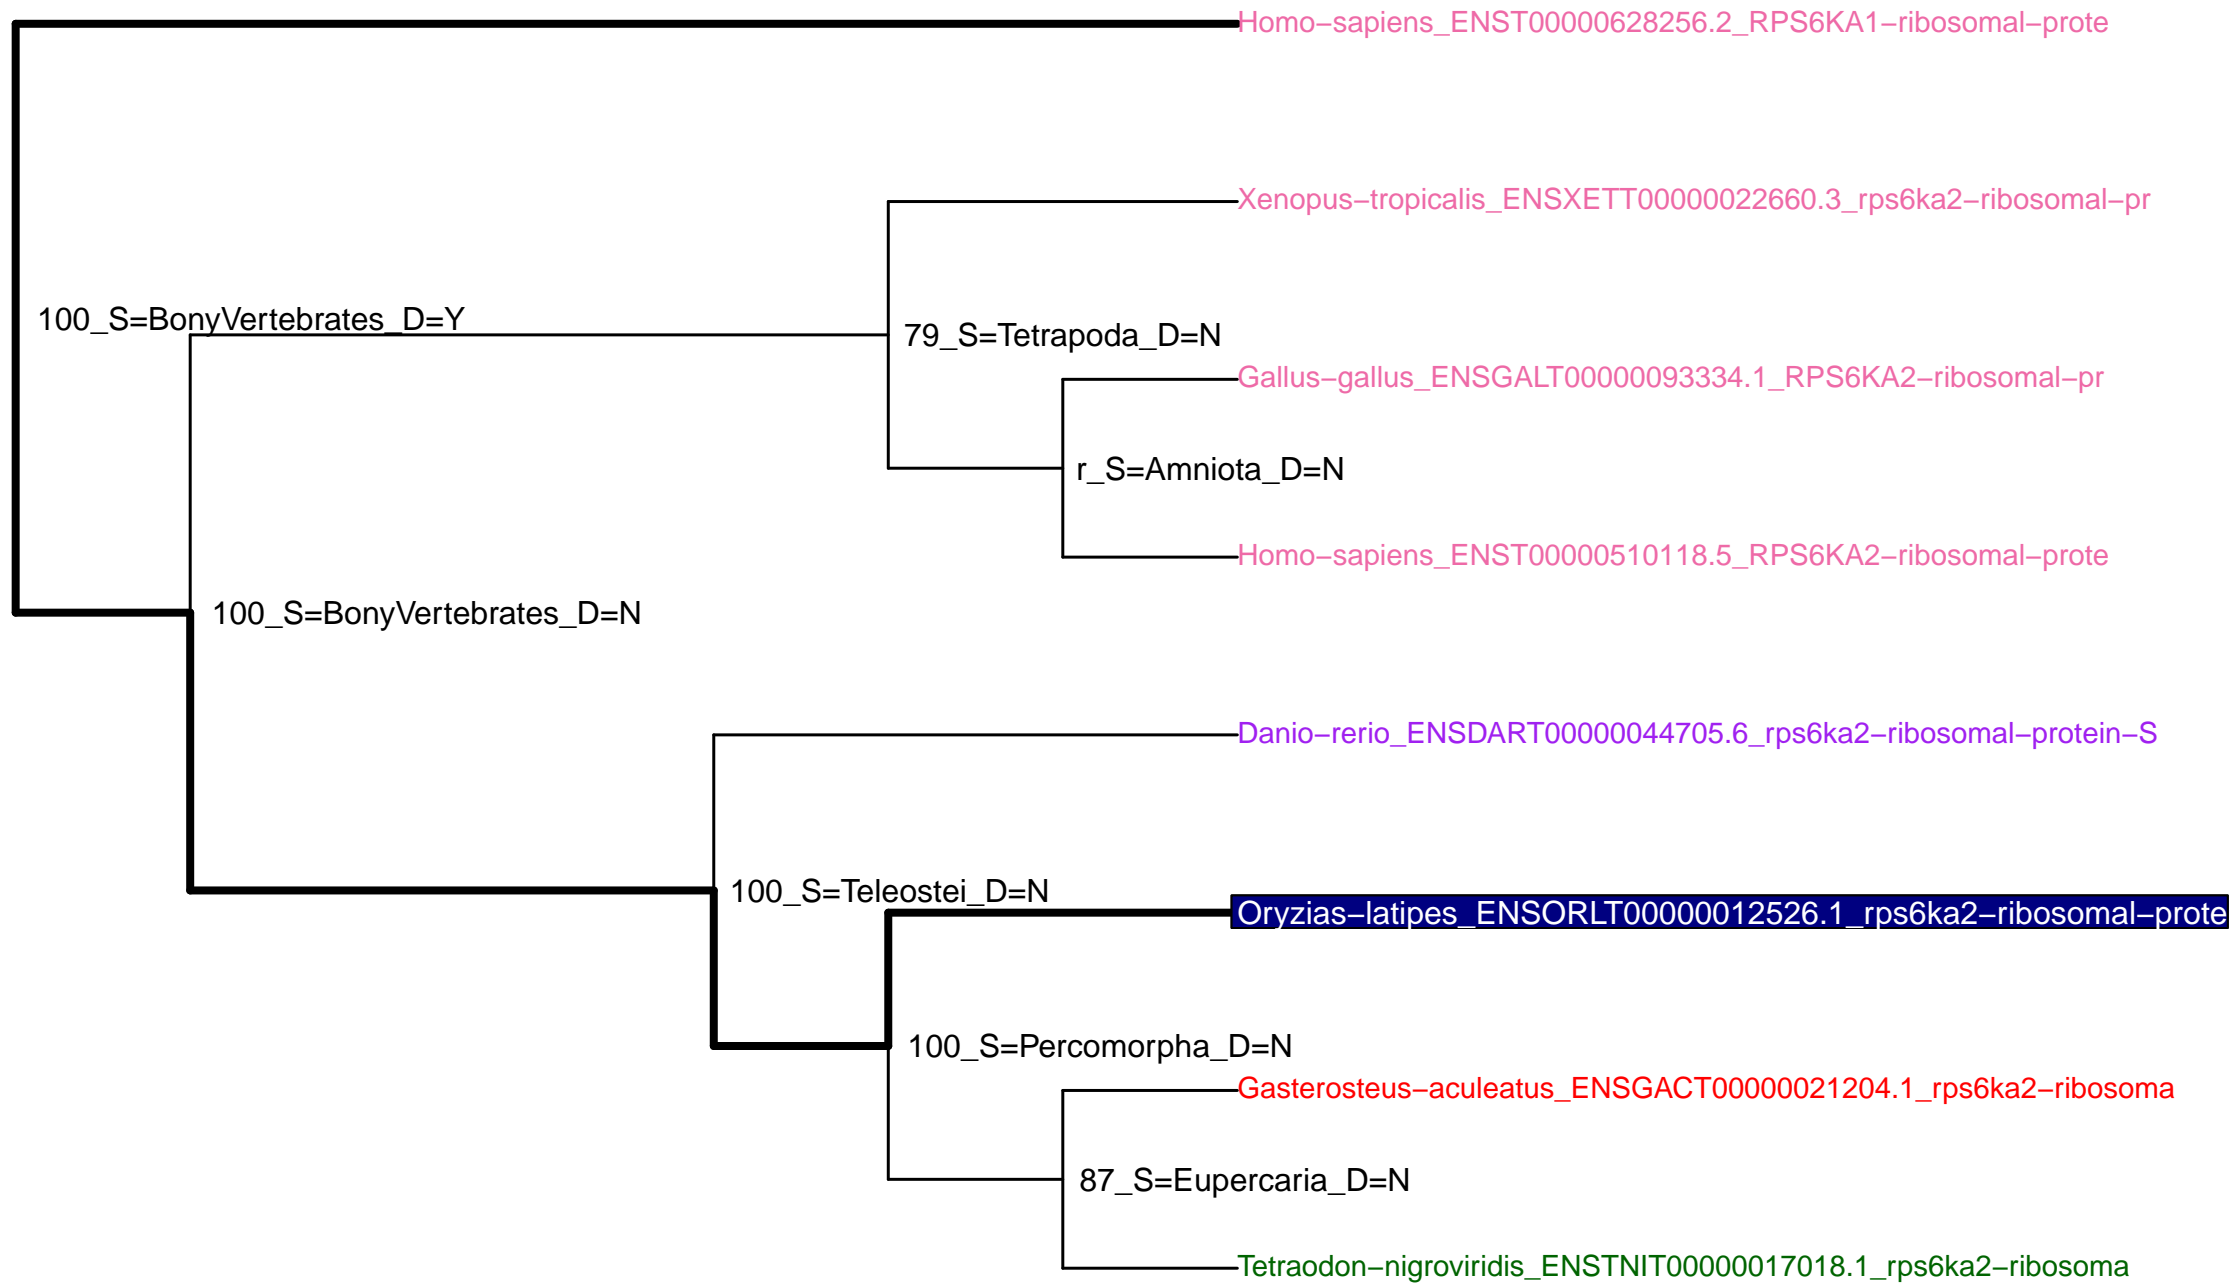 Homo−sapiens_ENST00000628256.2_RPS6KA1−ribosomal−prote
Xenopus−tropicalis_ENSXETT00000022660.3_rps6ka2−ribosomal−pr
100_S=BonyVertebrates_D=Y
79_S=Tetrapoda_D=N
Gallus−gallus_ENSGALT00000093334.1_RPS6KA2−ribosomal−pr
r_S=Amniota_D=N
Homo−sapiens_ENST00000510118.5_RPS6KA2−ribosomal−prote
100_S=BonyVertebrates_D=N
Danio−rerio_ENSDART00000044705.6_rps6ka2−ribosomal−protein−S
100_S=Teleostei_D=N
Oryzias−latipes_ENSORLT00000012526.1_rps6ka2−ribosomal−prote
100_S=Percomorpha_D=N
Gasterosteus−aculeatus_ENSGACT00000021204.1_rps6ka2−ribosoma
87_S=Eupercaria_D=N
Tetraodon−nigroviridis_ENSTNIT00000017018.1_rps6ka2−ribosoma